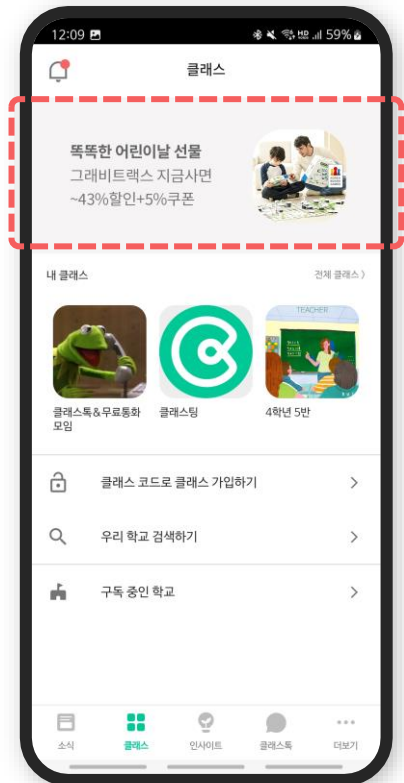 12:09 59%
클래스
똑똑한 어린이날 선물
그래비트랙스 지금사면
~43%할인+5%쿠폰
내 클래스 전체 클래스 >
TEACHER
클래스톡&무료통화 모임
클래스팅
4학년 5반
클래스 코드로 클래스 가입하기
우리 학교 검색하기
구독 중인 학교
소식 클래스 인사이트 클래스톡 더보기